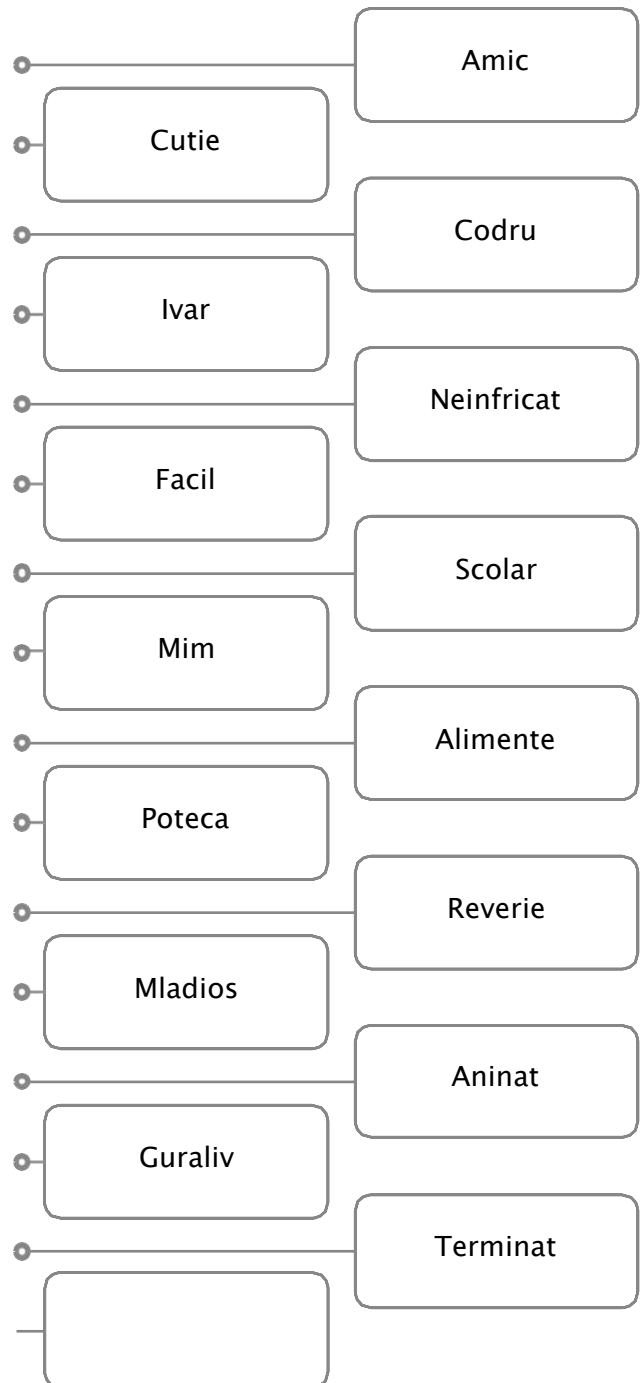 Amic
Cutie
Codru
Ivar
Neinfricat
Facil
Scolar
Mim
Alimente
Poteca
Reverie
Mladios
Aninat
Guraliv
Terminat